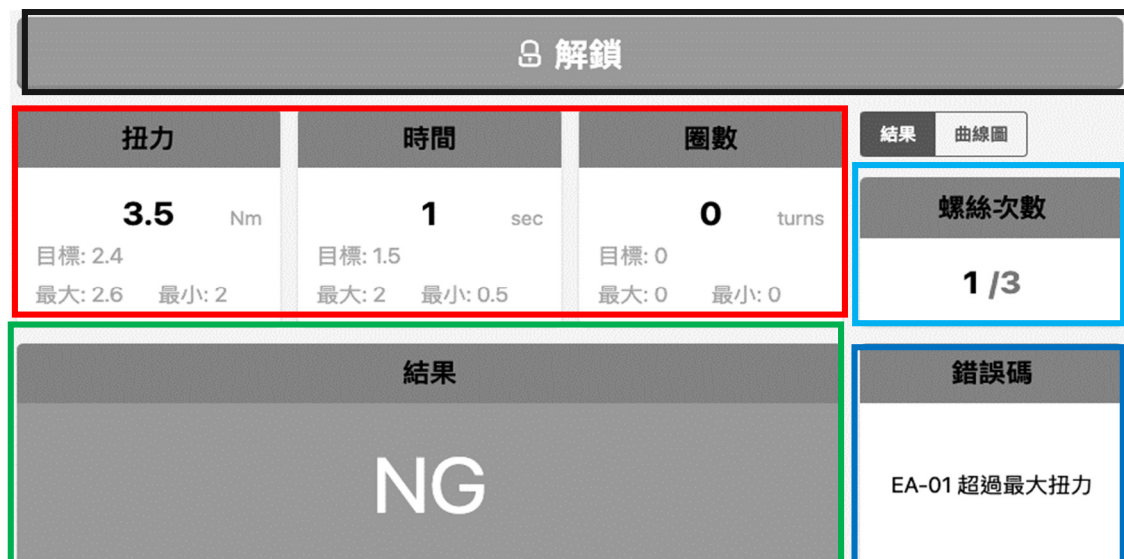 解鎖
扭力
3.5 Nm
目標: 2.4
最大: 2.6 最小: 2
時間
1 sec
目標: 1.5
最大: 2 最小: 0.5
圈數
0 turns
目標: 0
最大: 0 最小: 0
結果 曲線圖
螺絲次數
1 /3
結果
NG
錯誤碼
EA-01 超過最大扭力